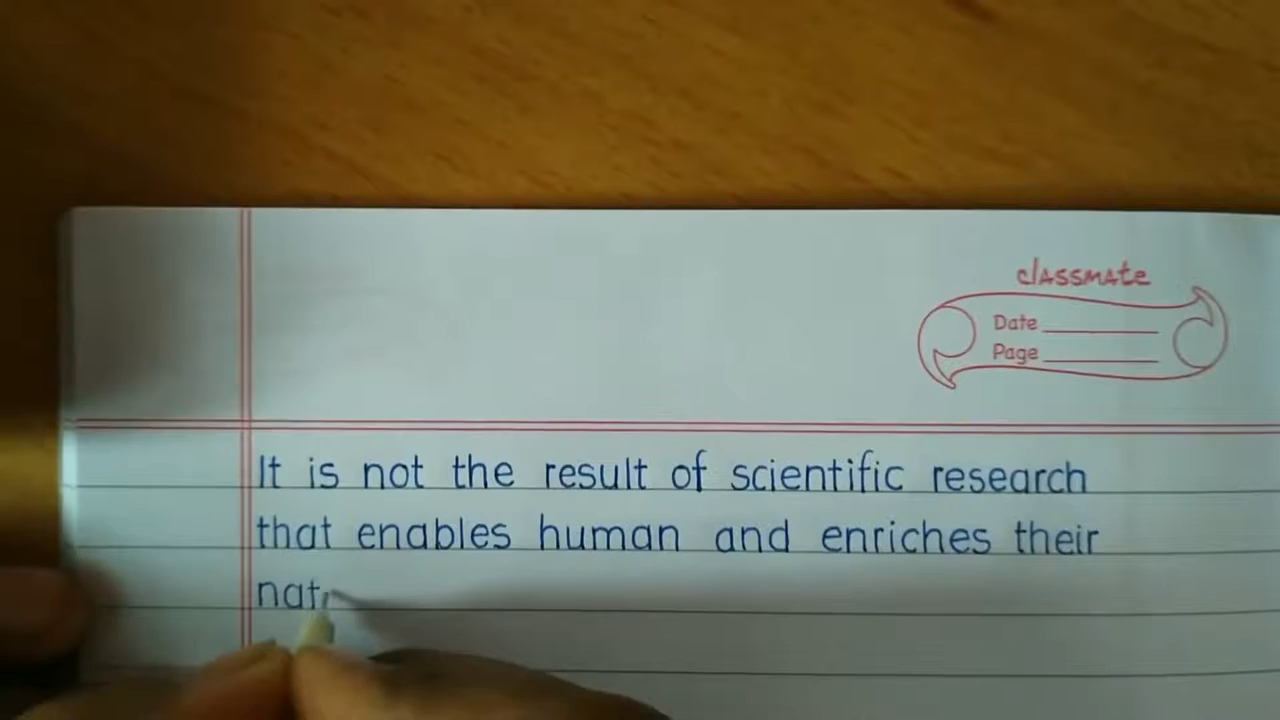 classmate
Date
Page
It is not the result of scientific research
that enables human and enriches their
nat